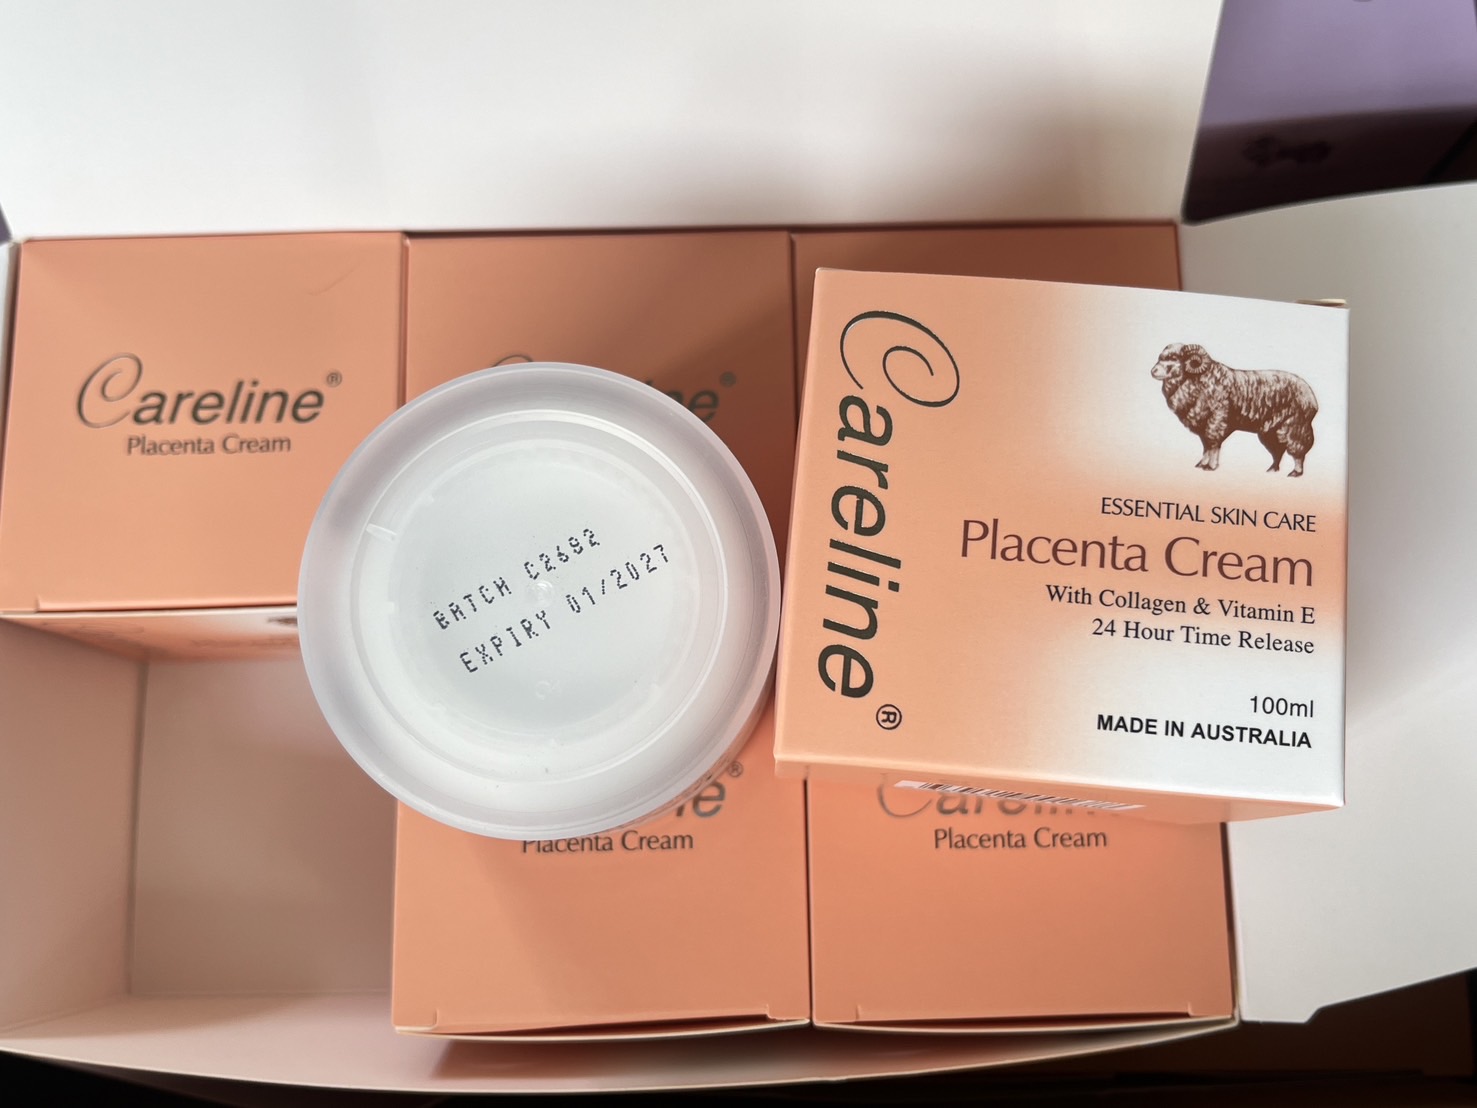 Careline®
Placenta Cream
BATCH C2692
EXPIRY 01/2027
Careline®
ESSENTIAL SKIN CARE
Placenta Cream
With Collagen & Vitamin E
24 Hour Time Release
100ml
MADE IN AUSTRALIA
Placenta Cream
Placenta Cream